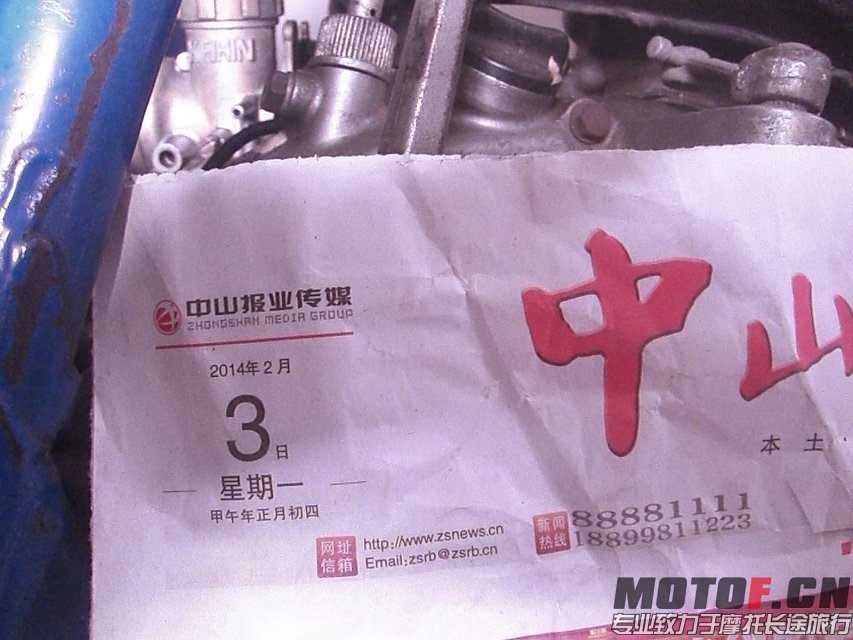 中山报业传媒
ZHONGSHAN MEDIA GROUP
2014年2月
3日
星期一
甲午年正月初四
中山
本土
网址 http://www.zsnews.cn
信箱 Email:zsrb@zsrb.cn
新闻 88881111
热线 18899811223
MOTOF.CN
专业致力于摩托长途旅行